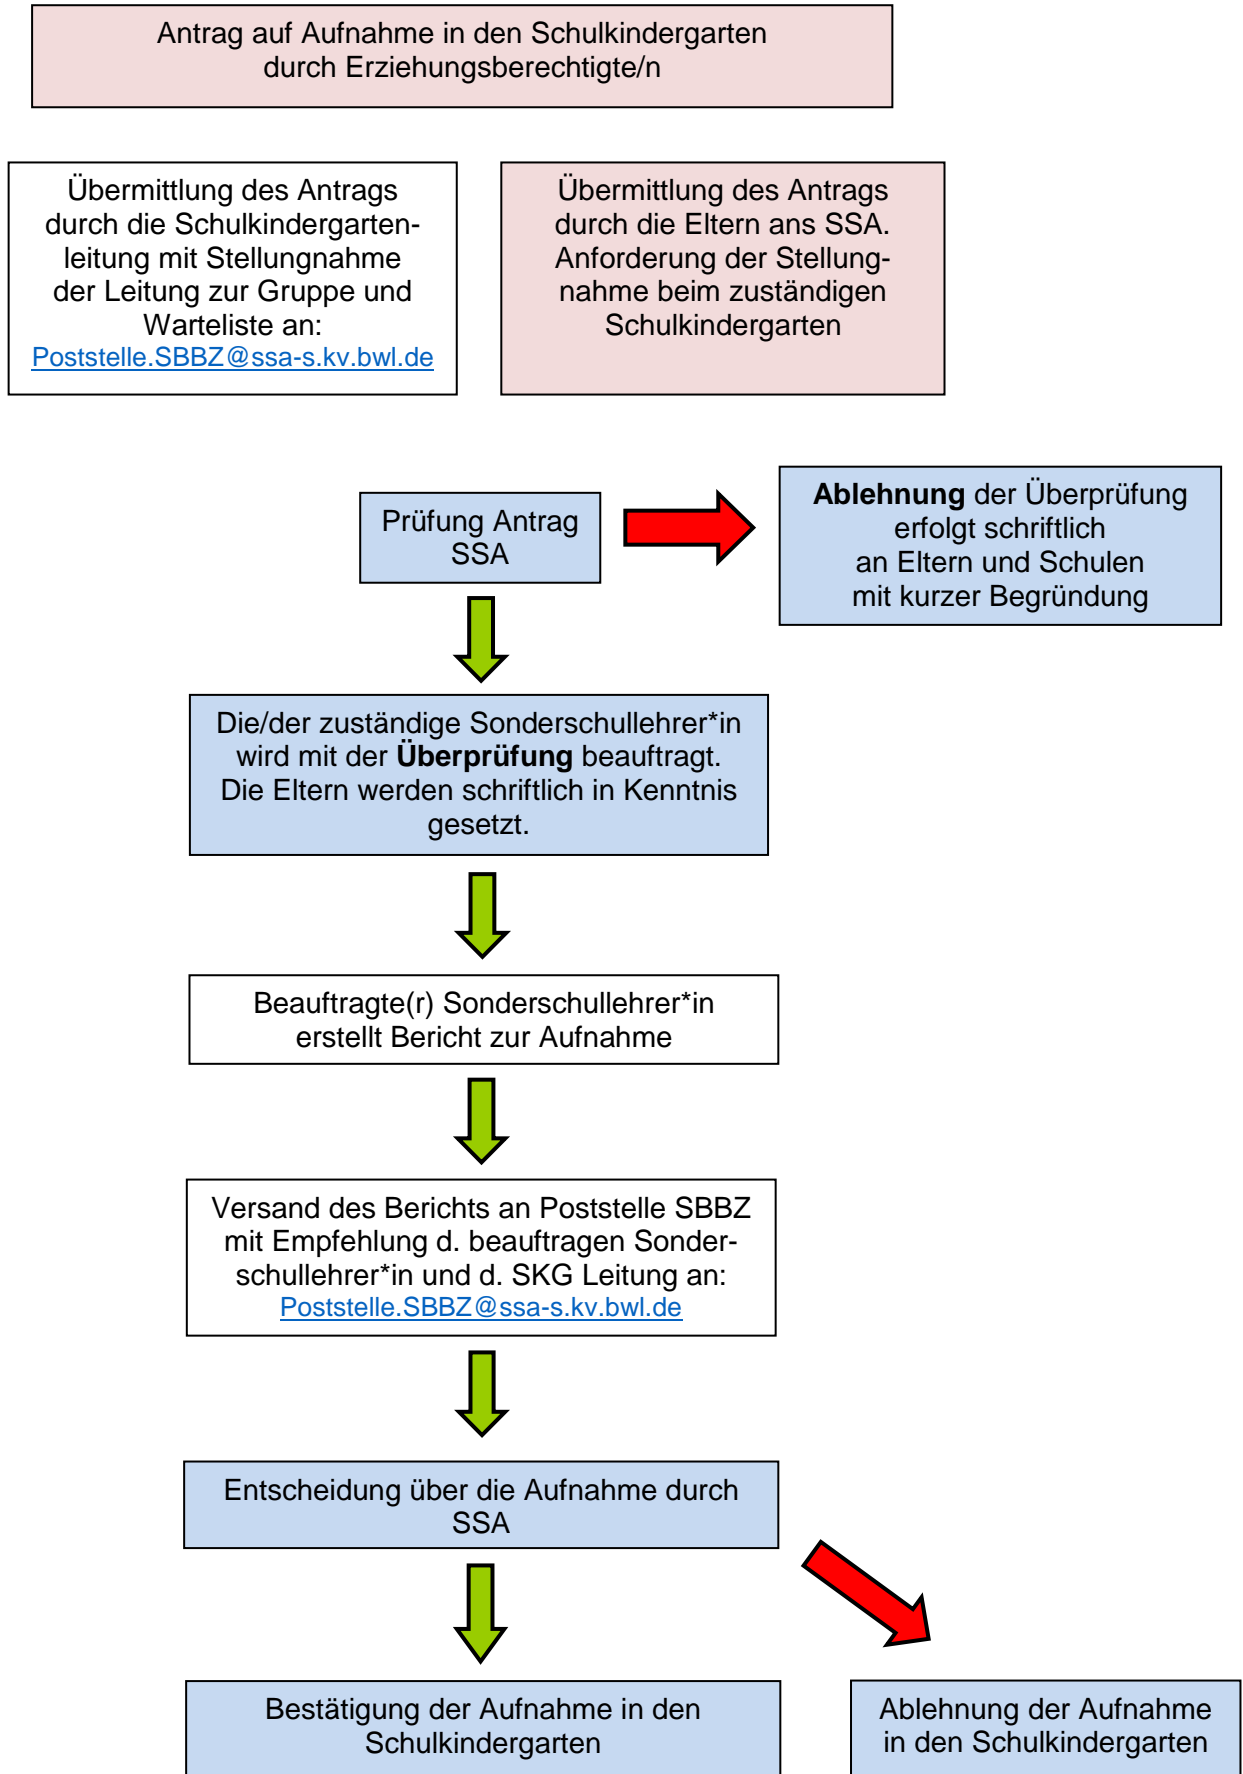 Antrag auf Aufnahme in den Schulkindergarten
durch Erziehungsberechtigte/n
Übermittlung des Antrags
durch die Schulkindergarten-
leitung mit Stellungnahme
der Leitung zur Gruppe und
Warteliste an:
Poststelle.SBBZ@ssa-s.kv.bwl.de
Übermittlung des Antrags
durch die Eltern ans SSA.
Anforderung der Stellung-
nahme beim zuständigen
Schulkindergarten
Prüfung Antrag
SSA
Ablehnung der Überprüfung
erfolgt schriftlich
an Eltern und Schulen
mit kurzer Begründung
Die/der zuständige Sonderschullehrer*in
wird mit der Überprüfung beauftragt.
Die Eltern werden schriftlich in Kenntnis
gesetzt.
Beauftragte(r) Sonderschullehrer*in
erstellt Bericht zur Aufnahme
Versand des Berichts an Poststelle SBBZ
mit Empfehlung d. beauftragen Sonder-
schullehrer*in und d. SKG Leitung an:
Poststelle.SBBZ@ssa-s.kv.bwl.de
Entscheidung über die Aufnahme durch
SSA
Bestätigung der Aufnahme in den
Schulkindergarten
Ablehnung der Aufnahme
in den Schulkindergarten